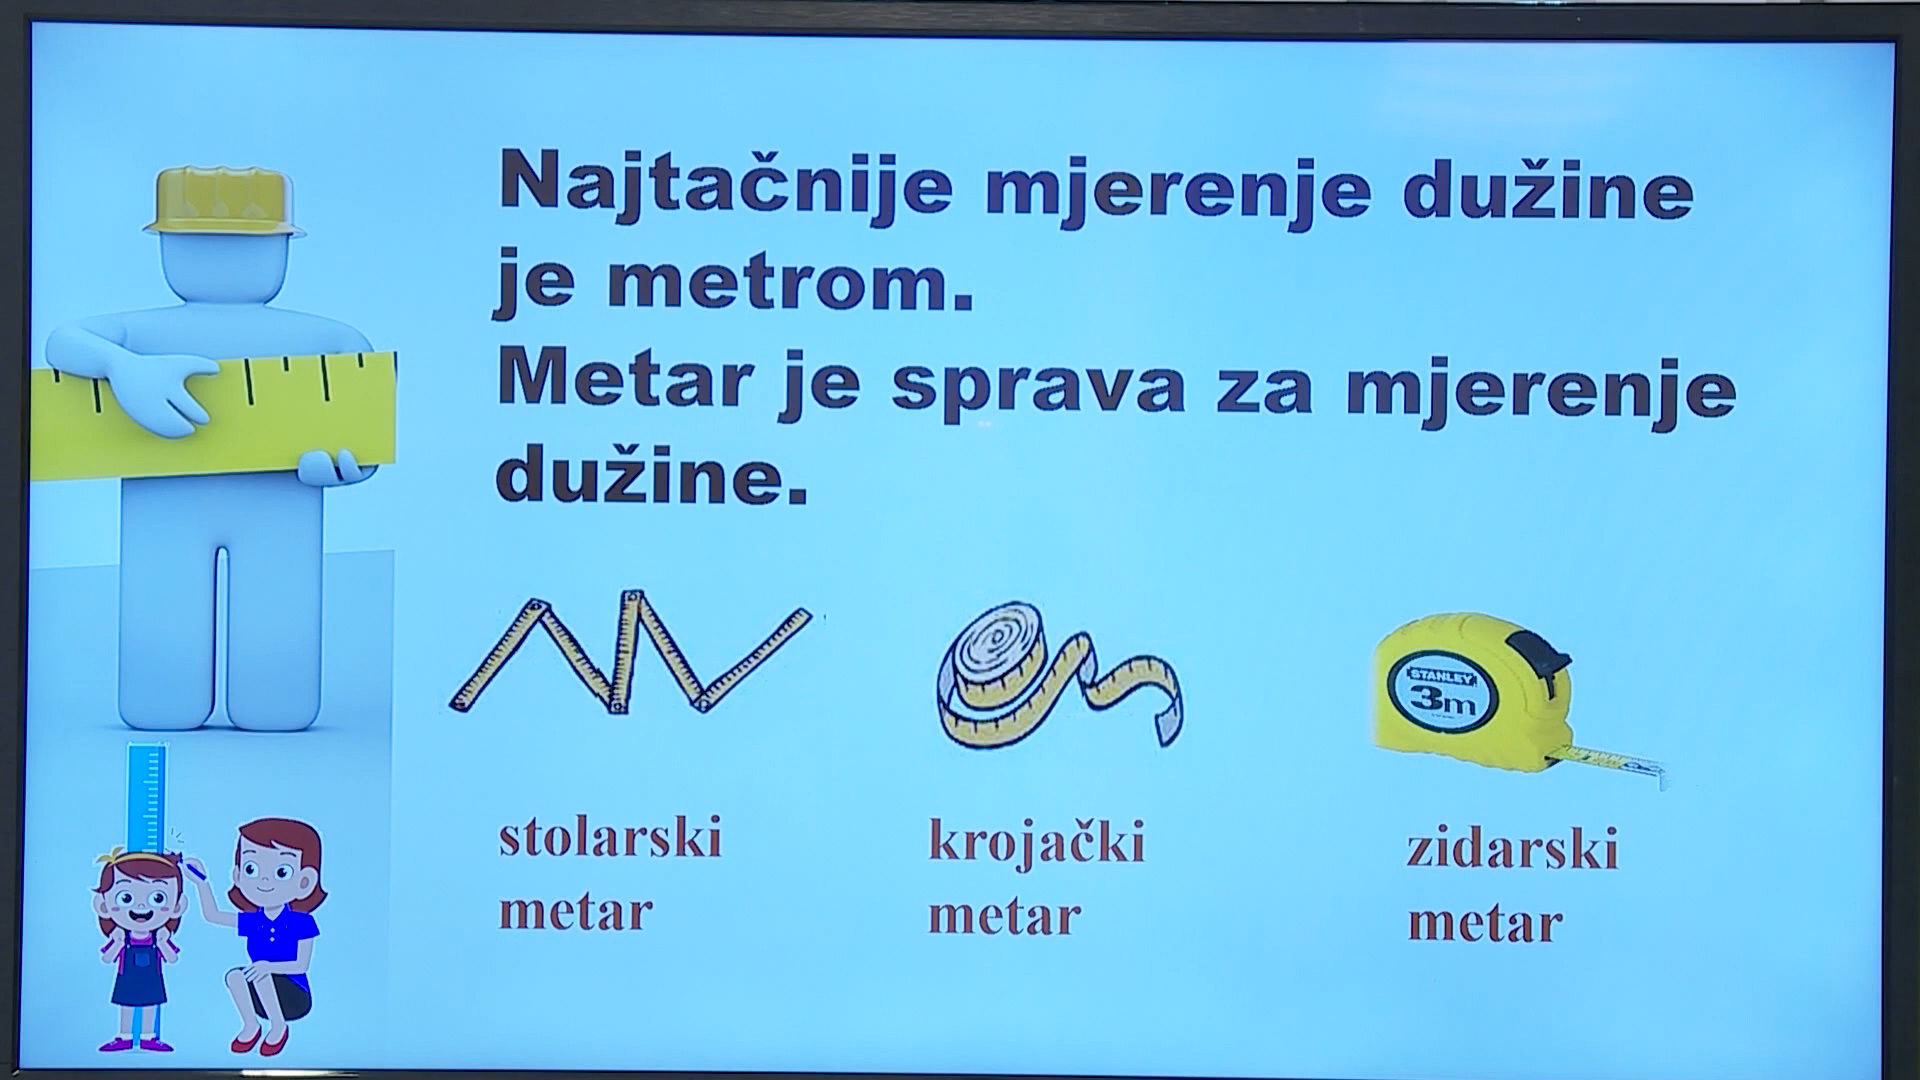 Najtačnije mjerenje dužine
je metrom.
Metar je sprava za mjerenje
dužine.
STANLEY
3m
stolarski
metar
krojački
metar
zidarski
metar